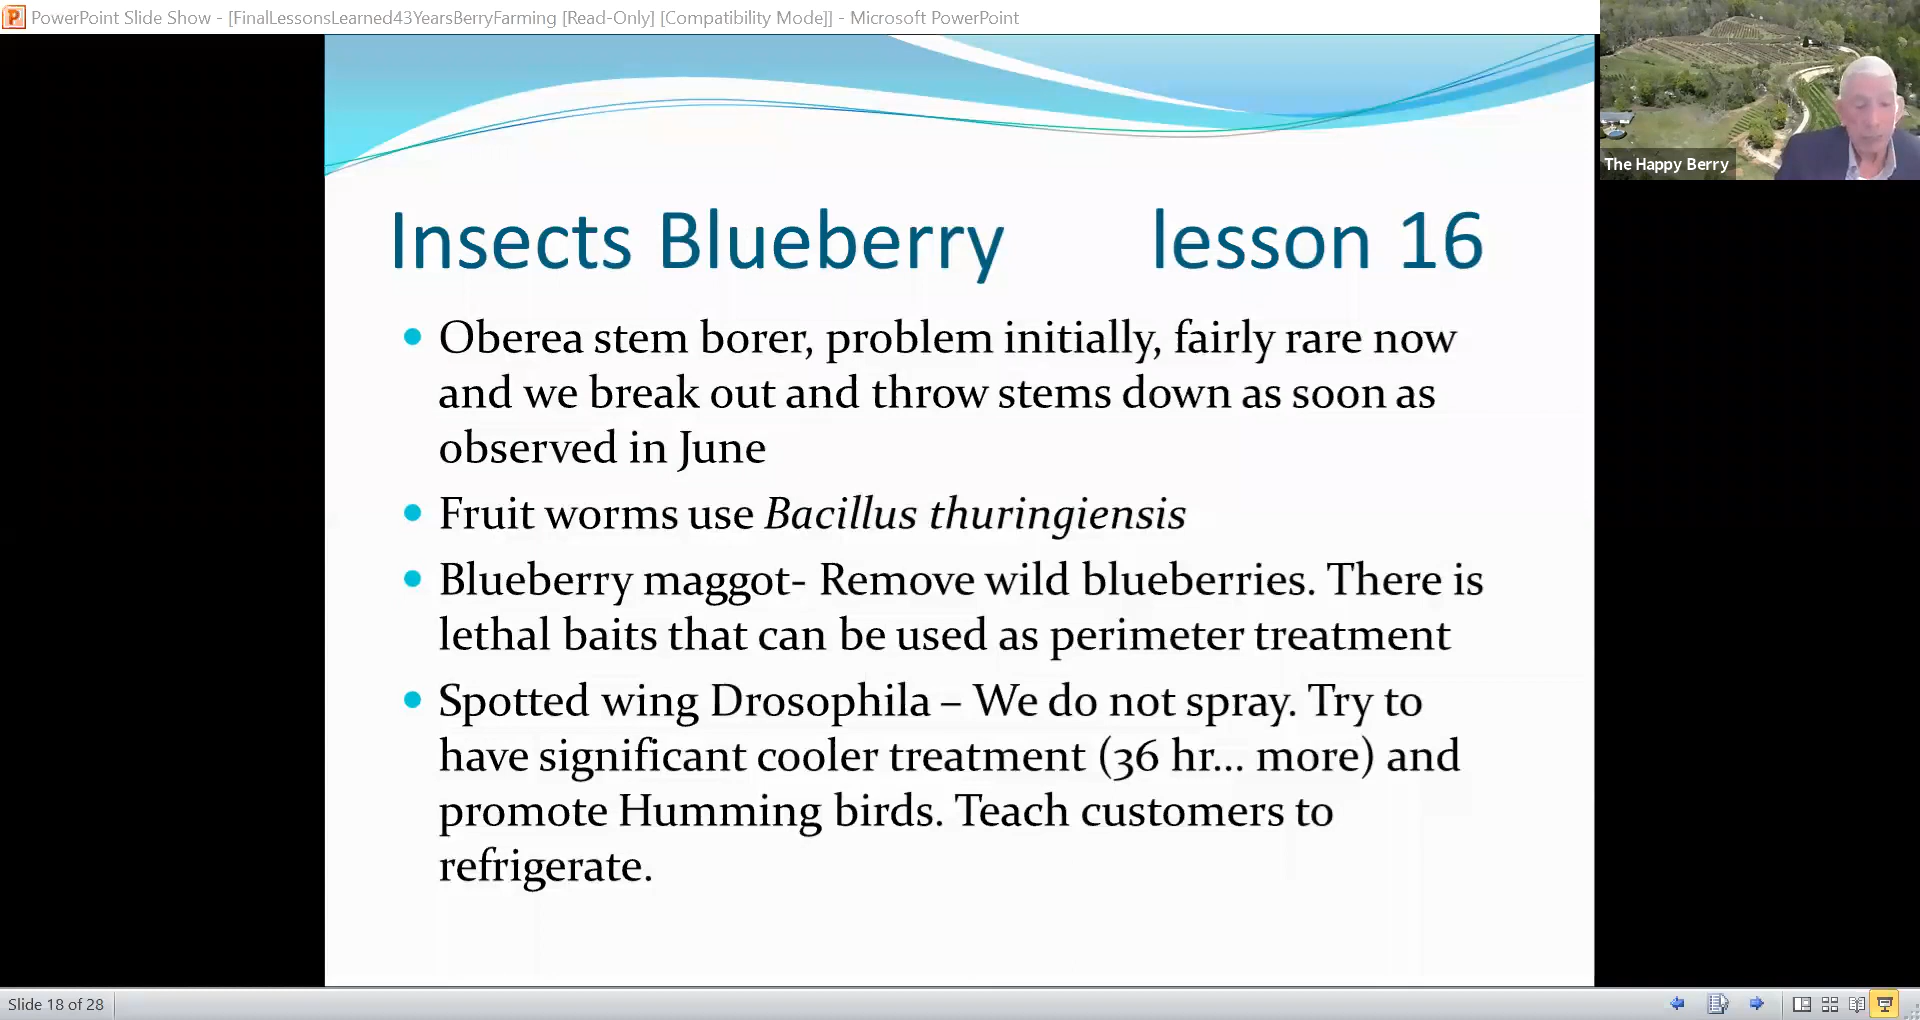 PowerPoint Slide Show - [FinalLessonsLearned43YearsBerryFarming [Read-Only] [Compatibility Mode]] - Microsoft PowerPoint
The Happy Berry
Insects Blueberry lesson 16
• Oberea stem borer, problem initially, fairly rare now
and we break out and throw stems down as soon as
observed in June
• Fruit worms use Bacillus thuringiensis
• Blueberry maggot- Remove wild blueberries. There is
lethal baits that can be used as perimeter treatment
• Spotted wing Drosophila – We do not spray. Try to
have significant cooler treatment (36 hr... more) and
promote Humming birds. Teach customers to
refrigerate.
Slide 18 of 28